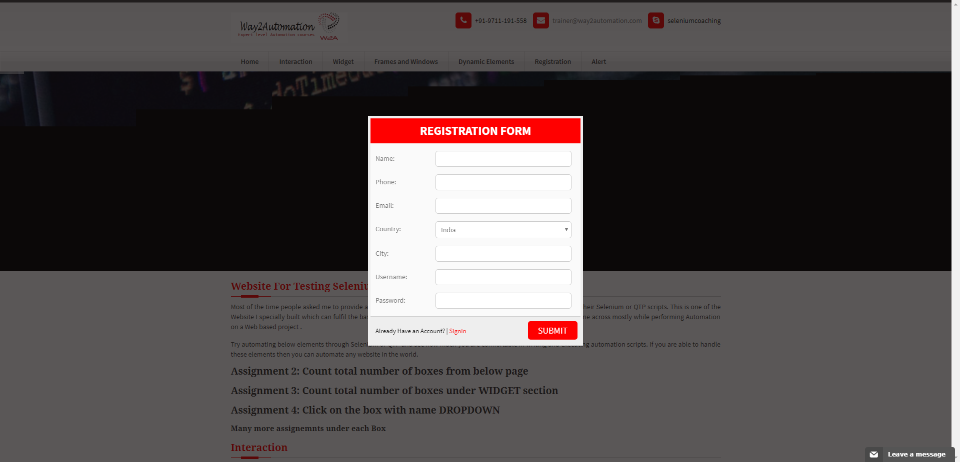 Way2Automation
+91-9711-191-558
trainer@way2automation.com
seleniumcoaching
Home
Interaction
Widget
Frames and Windows
Dynamic Elements
Registration
Alert
doTimeout
REGISTRATION FORM
Name:
Phone:
Email:
Country:
India
City:
Username:
Password:
Already Have an Account? | Signin
SUBMIT
Website For Testing Seleniu
Most of the time people asked me to provide a
Selenium or QTP scripts. This is one of the
Website I specially built which can fulfil the ba
across mostly while performing Automation
on a Web based project .
Try automating below elements through Selen
automation scripts. If you are able to handle
these elements then you can automate any website in the world.
Assignment 2: Count total number of boxes from below page
Assignment 3: Count total number of boxes under WIDGET section
Assignment 4: Click on the box with name DROPDOWN
Many more assignemnts under each Box
Interaction
Leave a message